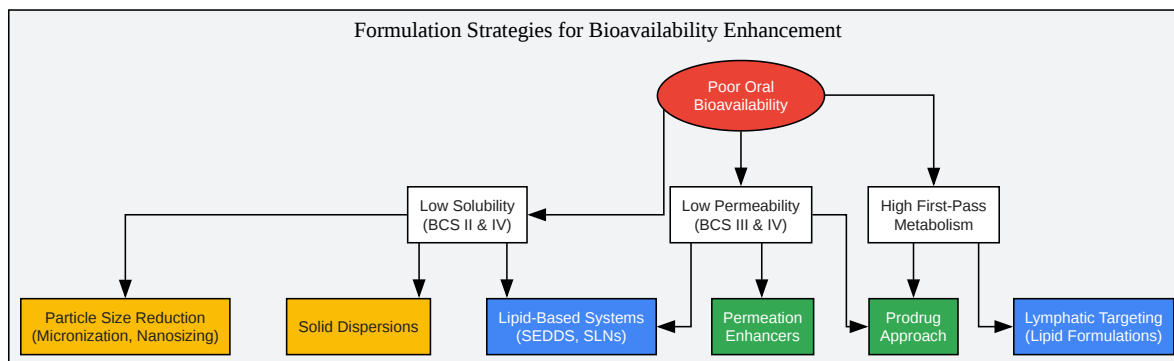 Formulation Strategies for Bioavailability Enhancement
Poor Oral
Bioavailability
Low Solubility
(BCS II & IV)
Low Permeability
(BCS III & IV)
High First-Pass
Metabolism
Particle Size Reduction
(Micronization, Nanosizing)
Solid Dispersions
Lipid-Based Systems
(SEDDS, SLNs)
Permeation
Enhancers
Prodrug
Approach
Lymphatic Targeting
(Lipid Formulations)